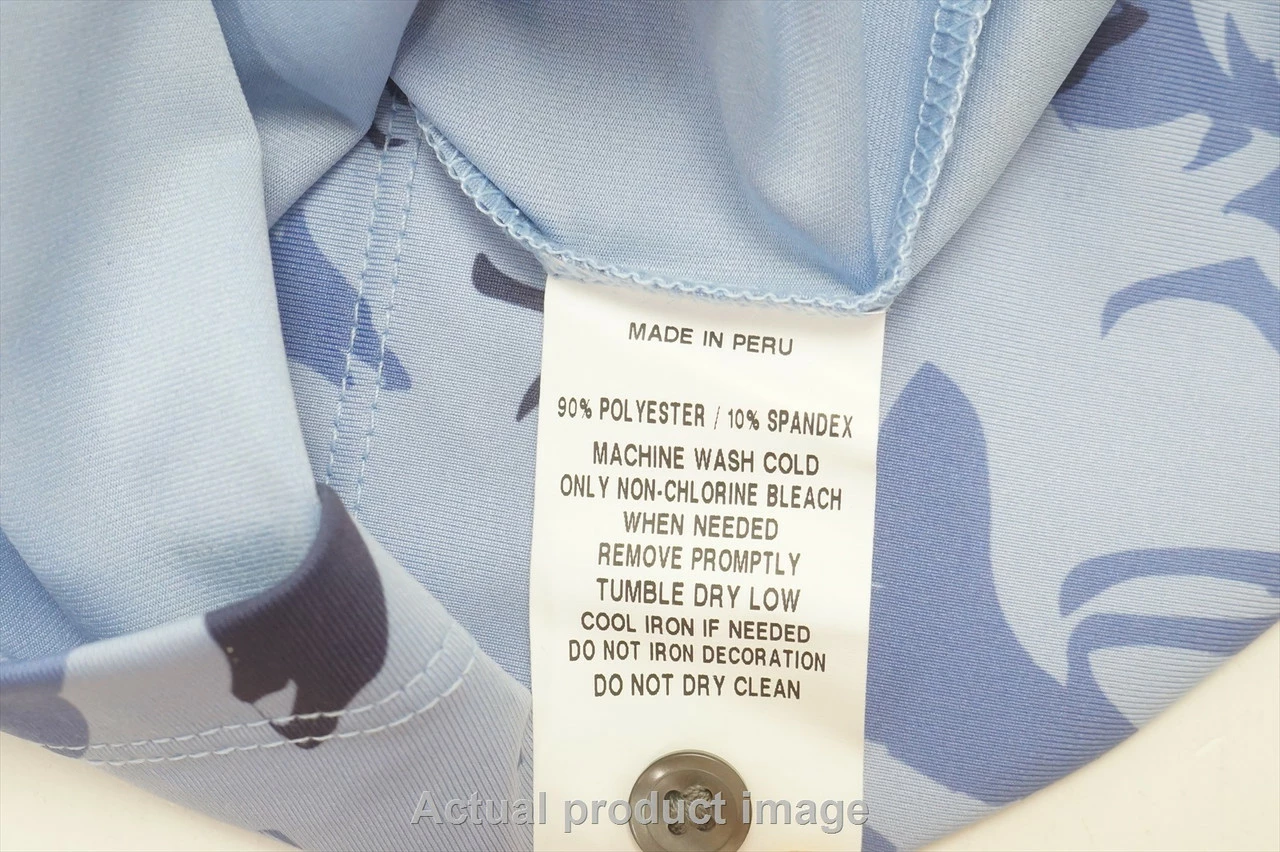 MADE IN PERU
90% POLYESTER / 10% SPANDEX
MACHINE WASH COLD
ONLY NON-CHLORINE BLEACH
WHEN NEEDED
REMOVE PROMPTLY
TUMBLE DRY LOW
COOL IRON IF NEEDED
DO NOT IRON DECORATION
DO NOT DRY CLEAN
Actual product image